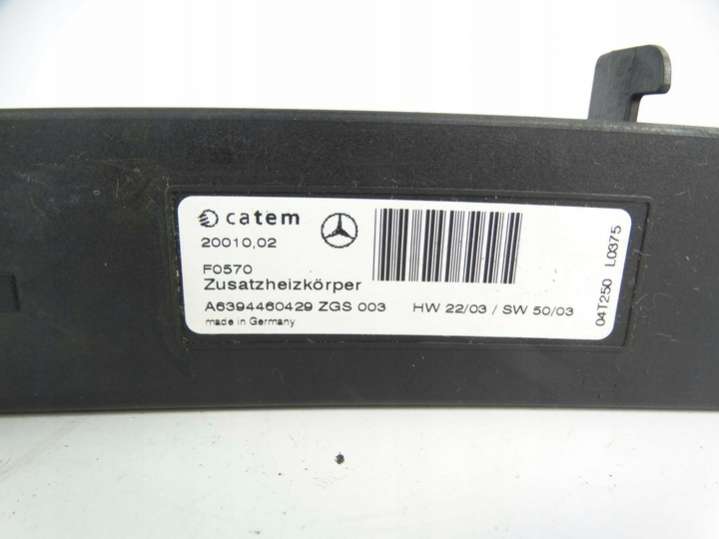 catem
20010,02
F0570
Zusatzheizkörper
A6394460429 ZGS 003 HW 22/03 / SW 50/03
made in Germany
04T250 L0375